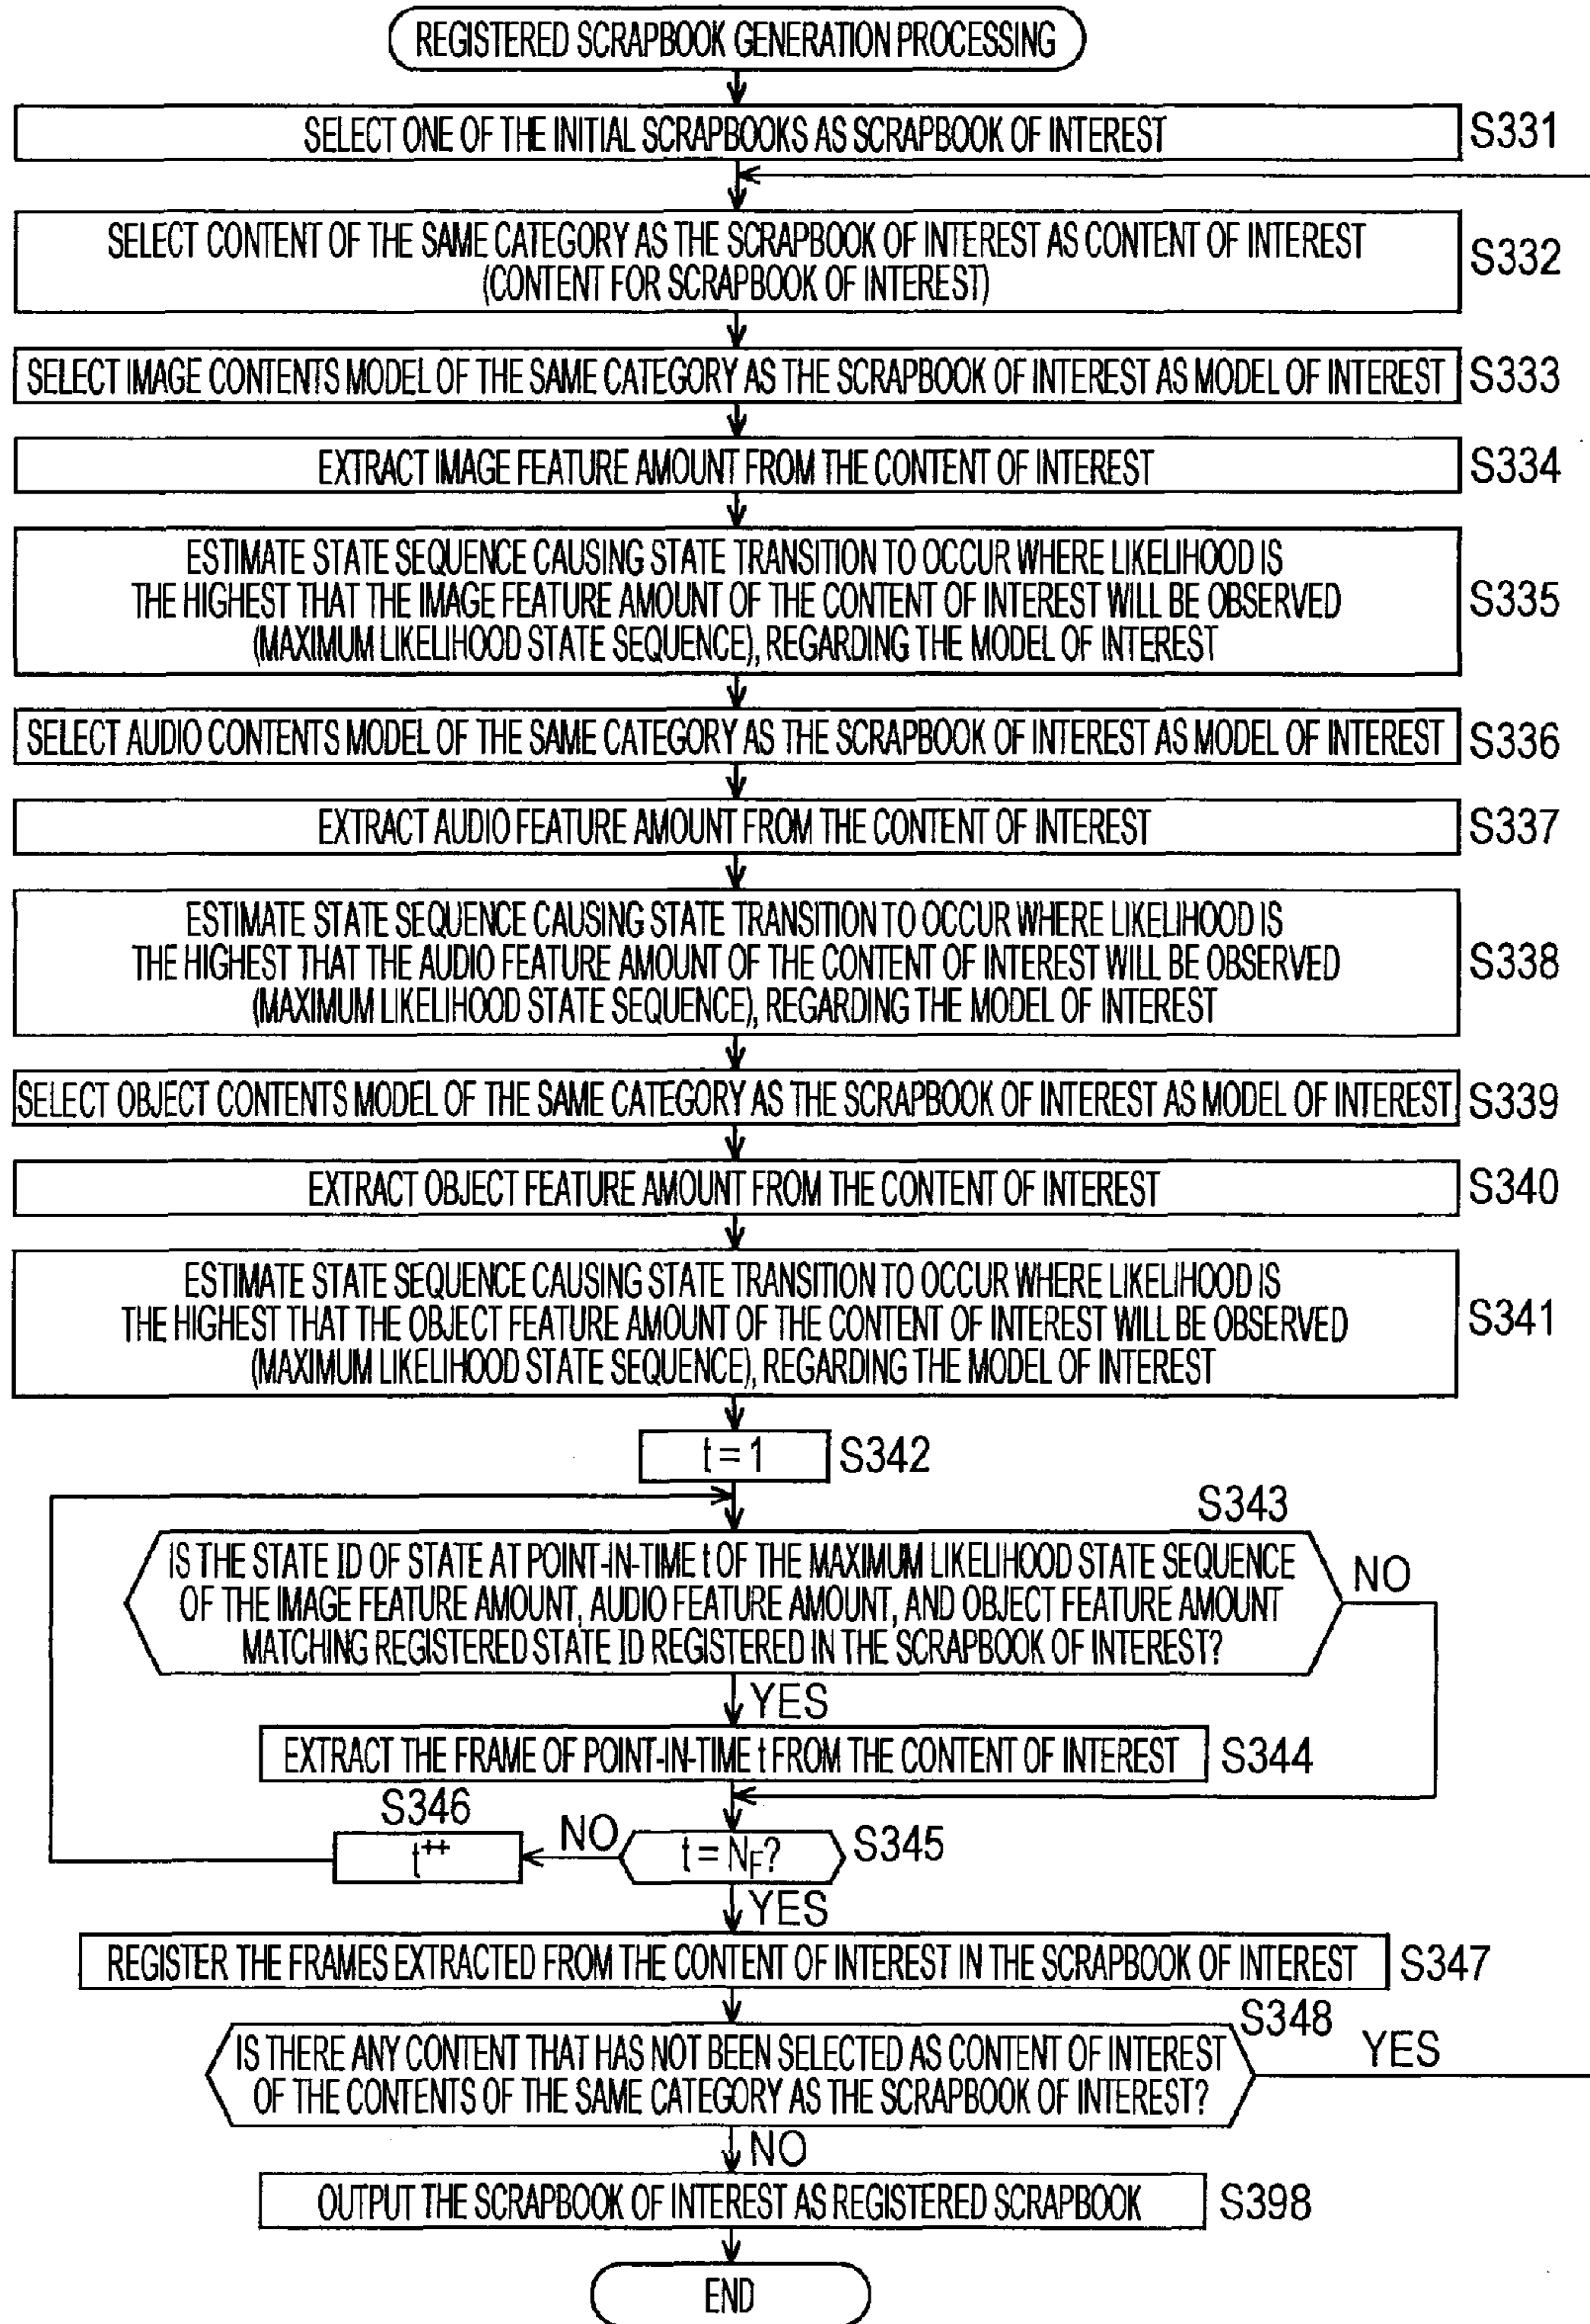 REGISTERED SCRAPBOOK GENERATION PROCESSING
SELECT ONE OF THE INITIAL SCRAPBOOKS AS SCRAPBOOK OF INTEREST
S331
SELECT CONTENT OF THE SAME CATEGORY AS THE SCRAPBOOK OF INTEREST AS CONTENT OF INTEREST
(CONTENT FOR SCRAPBOOK OF INTEREST)
S332
SELECT IMAGE CONTENTS MODEL OF THE SAME CATEGORY AS THE SCRAPBOOK OF INTEREST AS MODEL OF INTEREST
S333
EXTRACT IMAGE FEATURE AMOUNT FROM THE CONTENT OF INTEREST
S334
ESTIMATE STATE SEQUENCE CAUSING STATE TRANSITION TO OCCUR WHERE LIKELIHOOD IS
THE HIGHEST THAT THE IMAGE FEATURE AMOUNT OF THE CONTENT OF INTEREST WILL BE OBSERVED
(MAXIMUM LIKELIHOOD STATE SEQUENCE), REGARDING THE MODEL OF INTEREST
S335
SELECT AUDIO CONTENTS MODEL OF THE SAME CATEGORY AS THE SCRAPBOOK OF INTEREST AS MODEL OF INTEREST
S336
EXTRACT AUDIO FEATURE AMOUNT FROM THE CONTENT OF INTEREST
S337
ESTIMATE STATE SEQUENCE CAUSING STATE TRANSITION TO OCCUR WHERE LIKELIHOOD IS
THE HIGHEST THAT THE AUDIO FEATURE AMOUNT OF THE CONTENT OF INTEREST WILL BE OBSERVED
(MAXIMUM LIKELIHOOD STATE SEQUENCE), REGARDING THE MODEL OF INTEREST
S338
SELECT OBJECT CONTENTS MODEL OF THE SAME CATEGORY AS THE SCRAPBOOK OF INTEREST AS MODEL OF INTEREST
S339
EXTRACT OBJECT FEATURE AMOUNT FROM THE CONTENT OF INTEREST
S340
ESTIMATE STATE SEQUENCE CAUSING STATE TRANSITION TO OCCUR WHERE LIKELIHOOD IS
THE HIGHEST THAT THE OBJECT FEATURE AMOUNT OF THE CONTENT OF INTEREST WILL BE OBSERVED
(MAXIMUM LIKELIHOOD STATE SEQUENCE), REGARDING THE MODEL OF INTEREST
S341
t = 1
S342
S343
IS THE STATE ID OF STATE AT POINT-IN-TIME t OF THE MAXIMUM LIKELIHOOD STATE SEQUENCE
OF THE IMAGE FEATURE AMOUNT, AUDIO FEATURE AMOUNT, AND OBJECT FEATURE AMOUNT
MATCHING REGISTERED STATE ID REGISTERED IN THE SCRAPBOOK OF INTEREST?
NO
YES
EXTRACT THE FRAME OF POINT-IN-TIME t FROM THE CONTENT OF INTEREST
S344
S346
t++
NO
t = NF?
S345
YES
REGISTER THE FRAMES EXTRACTED FROM THE CONTENT OF INTEREST IN THE SCRAPBOOK OF INTEREST
S347
S348
IS THERE ANY CONTENT THAT HAS NOT BEEN SELECTED AS CONTENT OF INTEREST
OF THE CONTENTS OF THE SAME CATEGORY AS THE SCRAPBOOK OF INTEREST?
YES
NO
OUTPUT THE SCRAPBOOK OF INTEREST AS REGISTERED SCRAPBOOK
S398
END